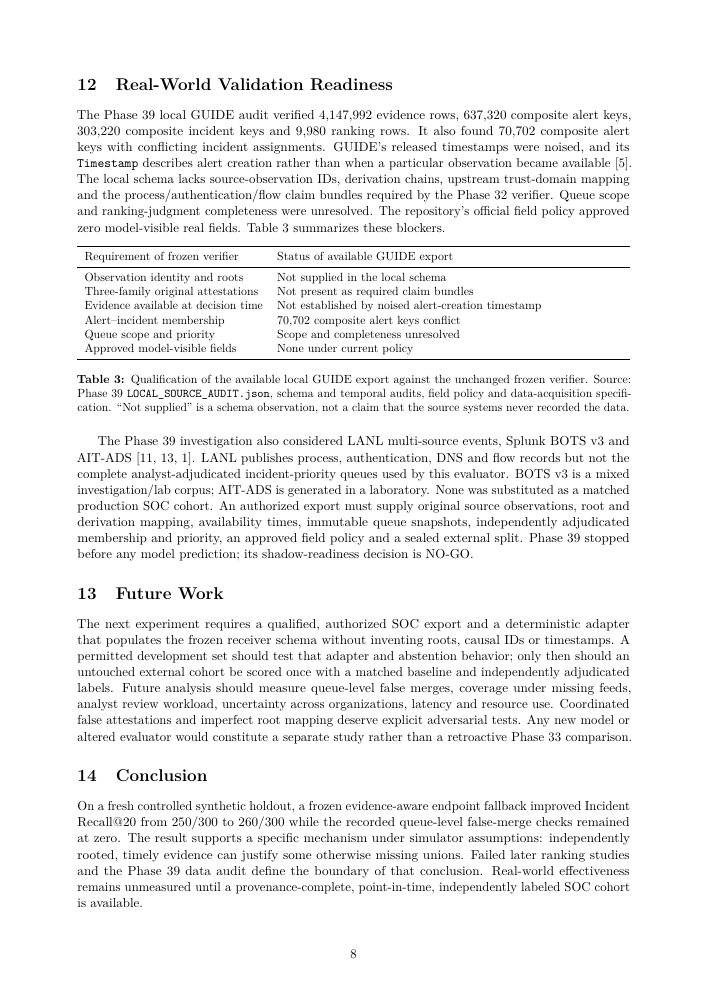 12 Real-World Validation Readiness
The Phase 39 local GUIDE audit verified 4,147,992 evidence rows, 637,320 composite alert keys,
303,220 composite incident keys and 9,980 ranking rows. It also found 70,702 composite alert
keys with conflicting incident assignments. GUIDE's released timestamps were noised, and its
Timestamp describes alert creation rather than when a particular observation became available [5].
The local schema lacks source-observation IDs, derivation chains, upstream trust-domain mapping
and the process/authentication/flow claim bundles required by the Phase 32 verifier. Queue scope
and ranking-judgment completeness were unresolved. The repository's official field policy approved
zero model-visible real fields. Table 3 summarizes these blockers.
Requirement of frozen verifier Status of available GUIDE export
Observation identity and roots Not supplied in the local schema
Three-family original attestations Not present as required claim bundles
Evidence available at decision time Not established by noised alert-creation timestamp
Alert–incident membership 70,702 composite alert keys conflict
Queue scope and priority Scope and completeness unresolved
Approved model-visible fields None under current policy
Table 3: Qualification of the available local GUIDE export against the unchanged frozen verifier. Source:
Phase 39 LOCAL_SOURCE_AUDIT.json, schema and temporal audits, field policy and data-acquisition specifi-
cation. “Not supplied” is a schema observation, not a claim that the source systems never recorded the data.
The Phase 39 investigation also considered LANL multi-source events, Splunk BOTS v3 and
AIT-ADS [11, 13, 1]. LANL publishes process, authentication, DNS and flow records but not the
complete analyst-adjudicated incident-priority queues used by this evaluator. BOTS v3 is a mixed
investigation/lab corpus; AIT-ADS is generated in a laboratory. None was substituted as a matched
production SOC cohort. An authorized export must supply original source observations, root and
derivation mapping, availability times, immutable queue snapshots, independently adjudicated
membership and priority, an approved field policy and a sealed external split. Phase 39 stopped
before any model prediction; its shadow-readiness decision is NO-GO.
13 Future Work
The next experiment requires a qualified, authorized SOC export and a deterministic adapter
that populates the frozen receiver schema without inventing roots, causal IDs or timestamps. A
permitted development set should test that adapter and abstention behavior; only then should an
untouched external cohort be scored once with a matched baseline and independently adjudicated
labels. Future analysis should measure queue-level false merges, coverage under missing feeds,
analyst review workload, uncertainty across organizations, latency and resource use. Coordinated
false attestations and imperfect root mapping deserve explicit adversarial tests. Any new model or
altered evaluator would constitute a separate study rather than a retroactive Phase 33 comparison.
14 Conclusion
On a fresh controlled synthetic holdout, a frozen evidence-aware endpoint fallback improved Incident
Recall@20 from 250/300 to 260/300 while the recorded queue-level false-merge checks remained
at zero. The result supports a specific mechanism under simulator assumptions: independently
rooted, timely evidence can justify some otherwise missing unions. Failed later ranking studies
and the Phase 39 data audit define the boundary of that conclusion. Real-world effectiveness
remains unmeasured until a provenance-complete, point-in-time, independently labeled SOC cohort
is available.
8